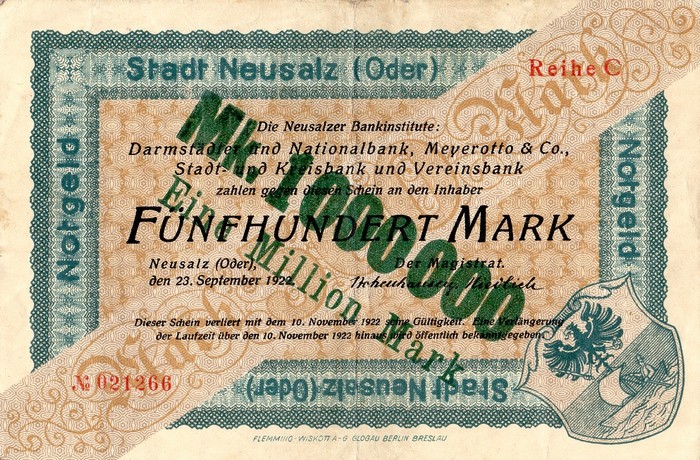 Stadt Neusalz (Oder)
Reihe C
Mark
Notgeld
Notgeld
Die Neusalzer Bankinstitute:
Darmstädter und Nationalbank, Meyerotto & Co.,
Stadt- und Kreisbank und Vereinsbank
zahlen gegen diesen Schein an den Inhaber
FÜNFHUNDERT MARK
Mk. 1000000
Eine Million Mark
Neusalz (Oder),
den 23. September 1922.
Der Magistrat.
Dieser Schein verliert mit dem 10. November 1922 seine Gültigkeit. Eine Verlängerung
der Laufzeit über den 10. November 1922 hinaus wird öffentlich bekanntgegeben.
Mark
№ 021266
Stadt Neusalz (Oder)
FLEMMING-WISKOTT A-G GLOGAU BERLIN BRESLAU